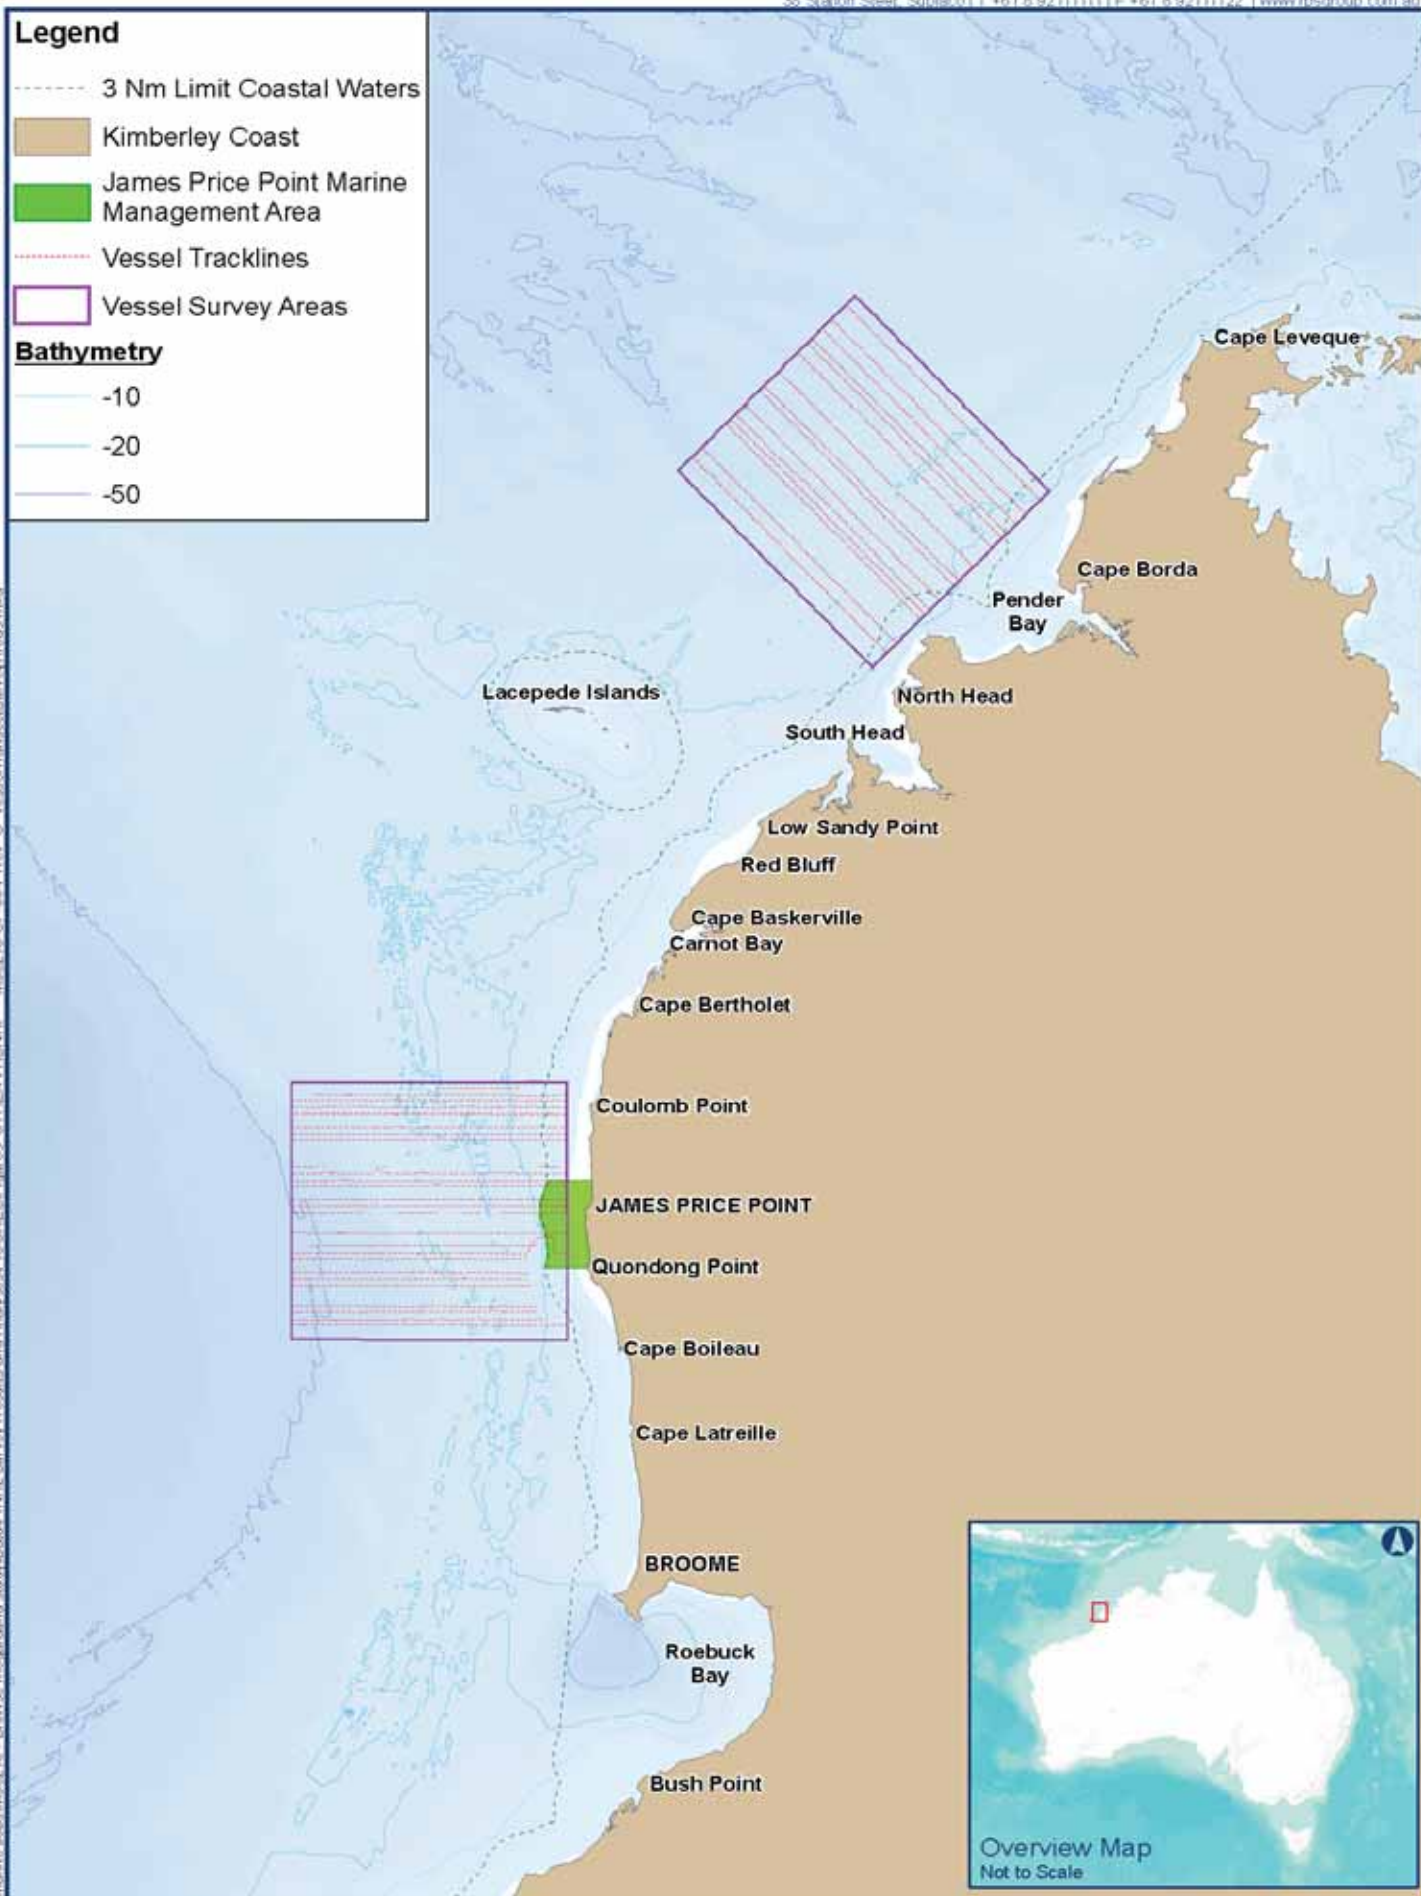 Legend
3 Nm Limit Coastal Waters
Kimberley Coast
James Price Point Marine
Management Area
Vessel Tracklines
Vessel Survey Areas
Bathymetry
-10
-20
-50
Cape Leveque
Cape Borda
Pender
Bay
Lacepede Islands
North Head
South Head
Low Sandy Point
Red Bluff
Cape Baskerville
Carnot Bay
Cape Bertholet
Coulomb Point
JAMES PRICE POINT
Quondong Point
Cape Boileau
Cape Latreille
BROOME
Roebuck
Bay
Bush Point
Overview Map
Not to Scale